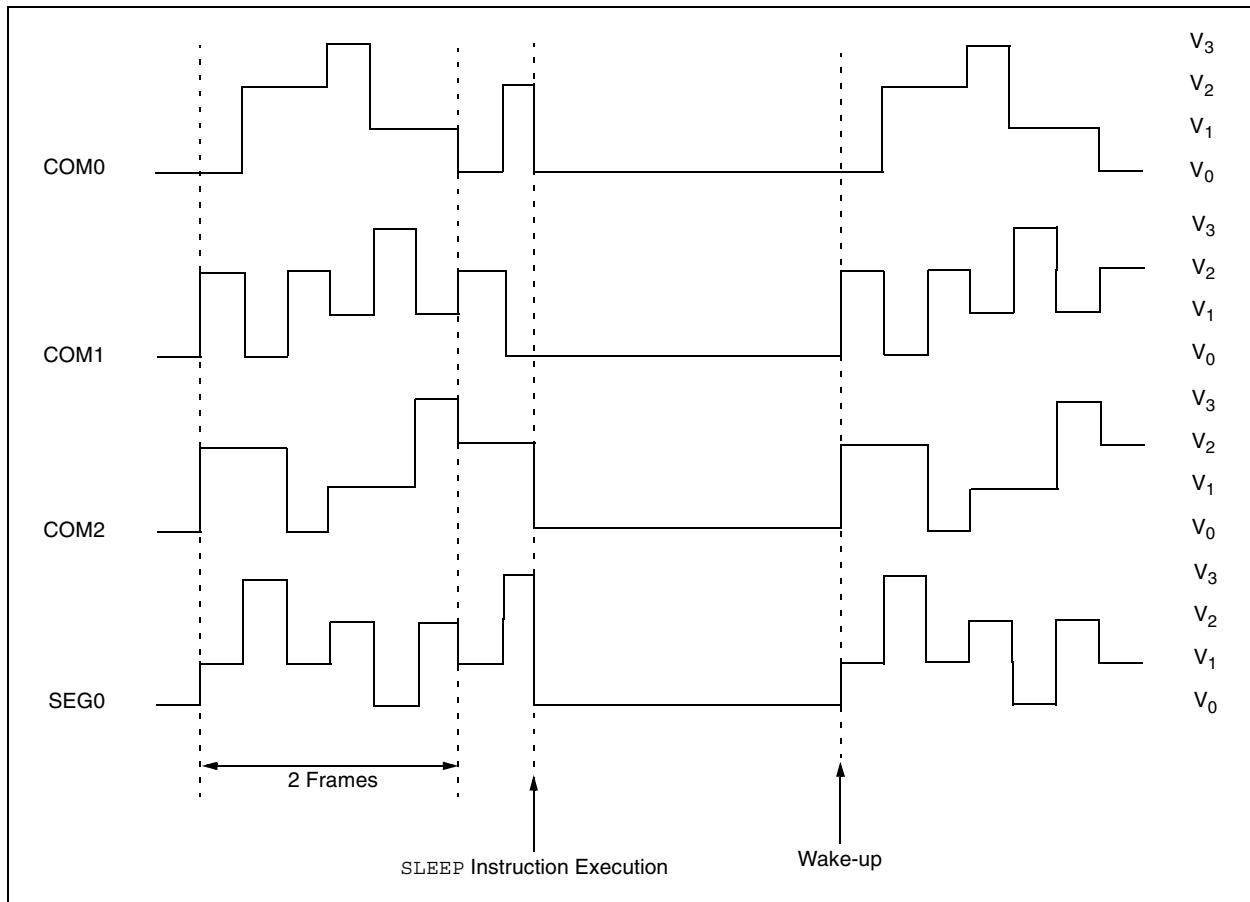 V3
V2
V1
COM0 V0
V3
V2
V1
COM1 V0
V3
V2
V1
COM2 V0
V3
V2
V1
SEG0 V0
2 Frames
SLEEP Instruction Execution
Wake-up